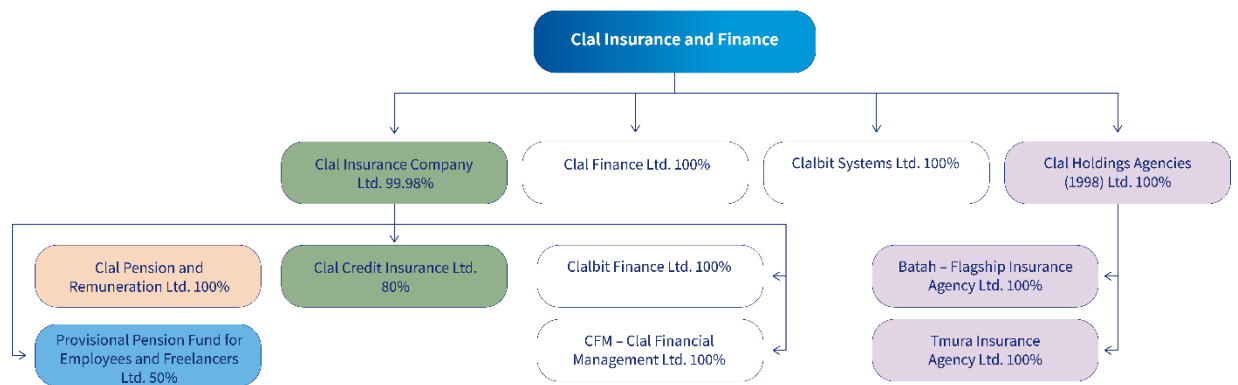 Clal Insurance and Finance
Clal Insurance Company
Ltd. 99.98%
Clal Finance Ltd. 100%
Clalbit Systems Ltd. 100%
Clal Holdings Agencies
(1998) Ltd. 100%
Clal Pension and
Remuneration Ltd. 100%
Clal Credit Insurance Ltd.
80%
Clalbit Finance Ltd. 100%
Batah – Flagship Insurance
Agency Ltd. 100%
Provisional Pension Fund for
Employees and Freelancers
Ltd. 50%
CFM – Clal Financial
Management Ltd. 100%
Tmura Insurance
Agency Ltd. 100%